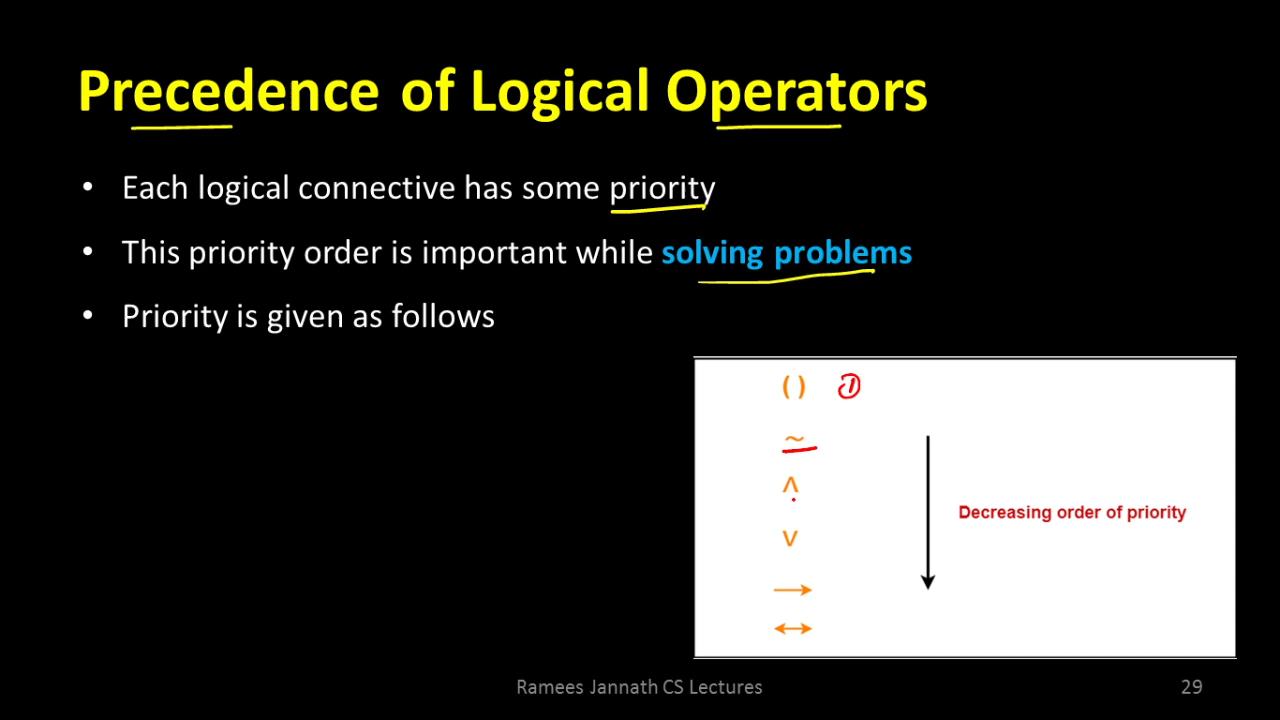 Precedence of Logical Operators
• Each logical connective has some priority
• This priority order is important while solving problems
• Priority is given as follows
( ) ①
~
∧
∨
→
↔
Decreasing order of priority
Ramees Jannath CS Lectures 29